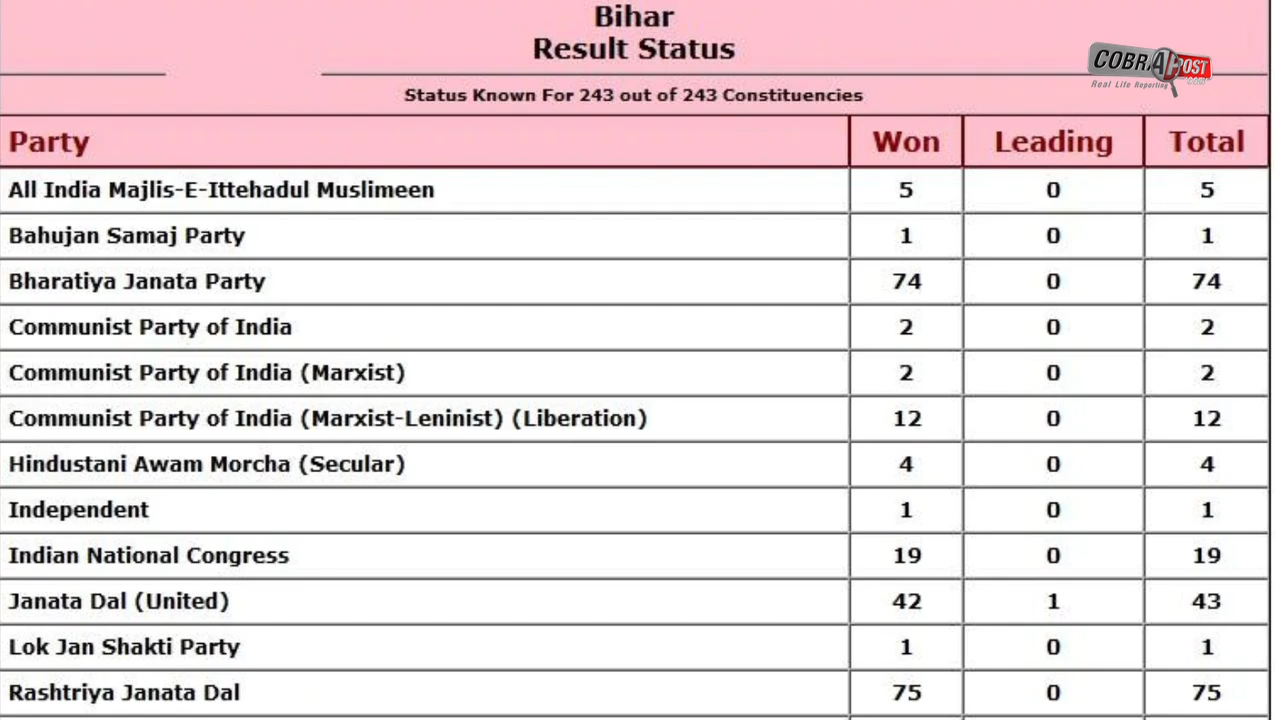 Bihar
Result Status
COBRAPOST
.com
Real Life Reporting
Status Known For 243 out of 243 Constituencies
Party Won Leading Total
All India Majlis-E-Ittehadul Muslimeen 5 0 5
Bahujan Samaj Party 1 0 1
Bharatiya Janata Party 74 0 74
Communist Party of India 2 0 2
Communist Party of India (Marxist) 2 0 2
Communist Party of India (Marxist-Leninist) (Liberation) 12 0 12
Hindustani Awam Morcha (Secular) 4 0 4
Independent 1 0 1
Indian National Congress 19 0 19
Janata Dal (United) 42 1 43
Lok Jan Shakti Party 1 0 1
Rashtriya Janata Dal 75 0 75